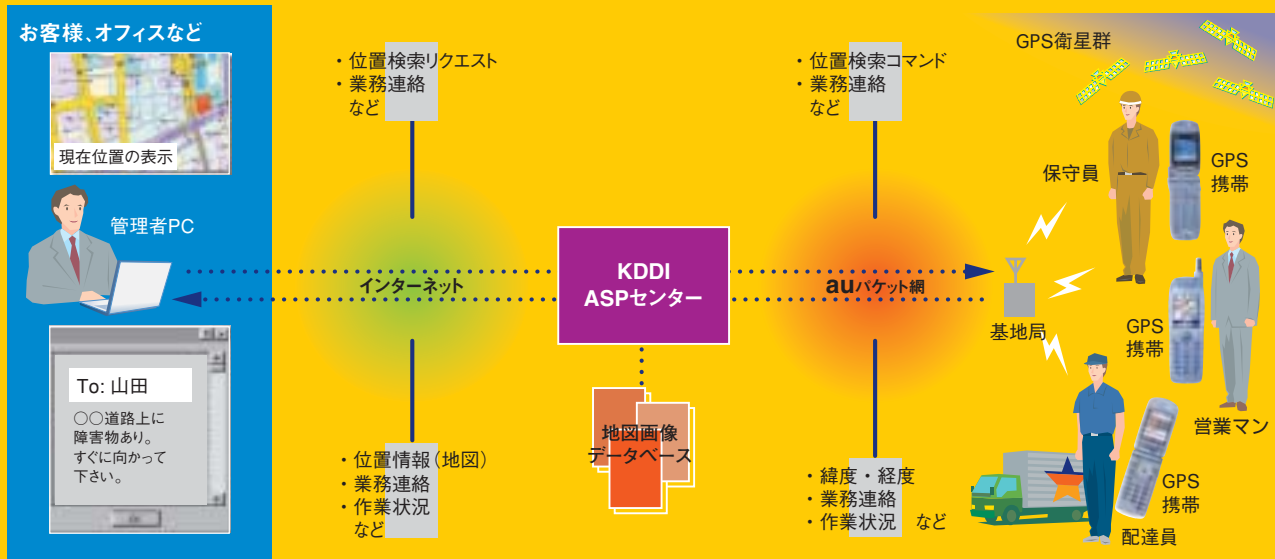 お客様、オフィスなど
現在位置の表示
管理者PC
To: 山田
○○道路上に
障害物あり。
すぐに向かって
下さい。
・位置検索リクエスト
・業務連絡
など
インターネット
・位置情報(地図)
・業務連絡
・作業状況
など
KDDI
ASPセンター
地図画像
データベース
・位置検索コマンド
・業務連絡
など
auパケット網
・緯度・経度
・業務連絡
・作業状況 など
GPS衛星群
保守員
GPS
携帯
基地局
GPS
携帯
営業マン
GPS
携帯
配達員